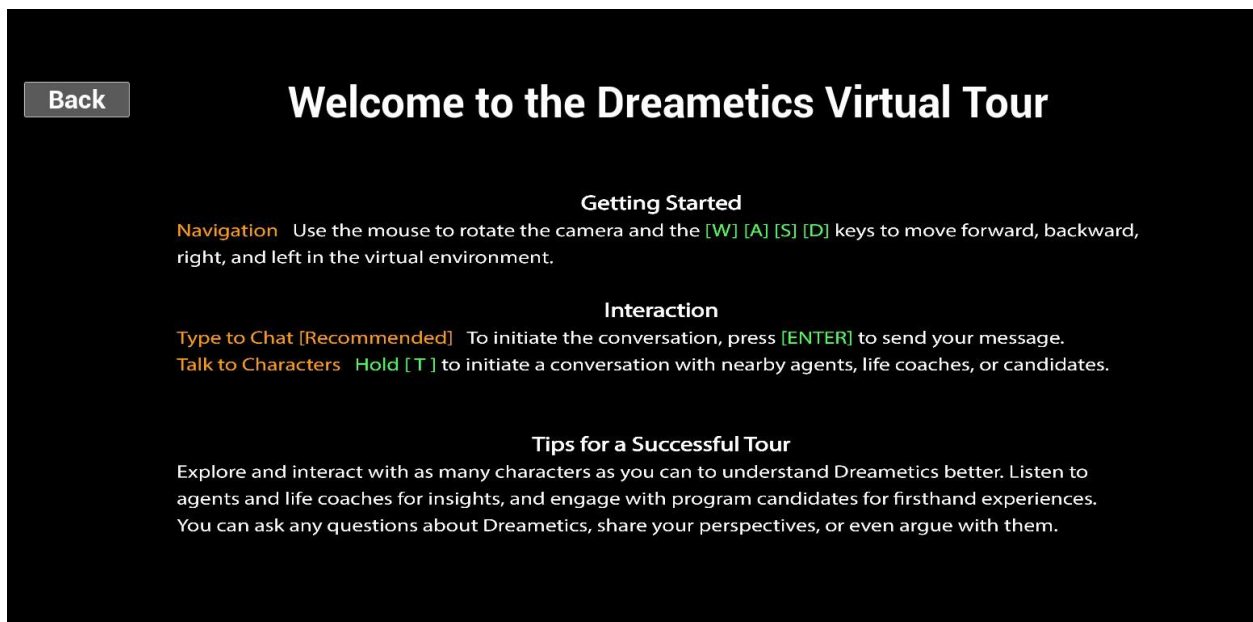 Back
Welcome to the Dreametics Virtual Tour
Getting Started
Navigation Use the mouse to rotate the camera and the [W] [A] [S] [D] keys to move forward, backward,
right, and left in the virtual environment.
Interaction
Type to Chat [Recommended] To initiate the conversation, press [ENTER] to send your message.
Talk to Characters Hold [ T ] to initiate a conversation with nearby agents, life coaches, or candidates.
Tips for a Successful Tour
Explore and interact with as many characters as you can to understand Dreametics better. Listen to
agents and life coaches for insights, and engage with program candidates for firsthand experiences.
You can ask any questions about Dreametics, share your perspectives, or even argue with them.